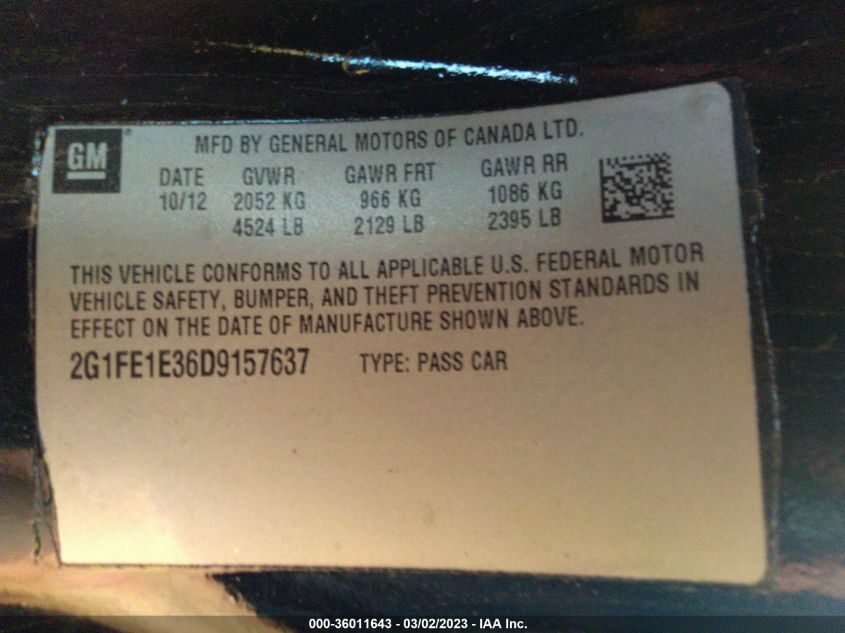 GM
MFD BY GENERAL MOTORS OF CANADA LTD.
DATE GVWR GAWR FRT GAWR RR
10/12 2052 KG 966 KG 1086 KG
4524 LB 2129 LB 2395 LB
THIS VEHICLE CONFORMS TO ALL APPLICABLE U.S. FEDERAL MOTOR
VEHICLE SAFETY, BUMPER, AND THEFT PREVENTION STANDARDS IN
EFFECT ON THE DATE OF MANUFACTURE SHOWN ABOVE.
2G1FE1E36D9157637 TYPE: PASS CAR
000-36011643 - 03/02/2023 - IAA Inc.